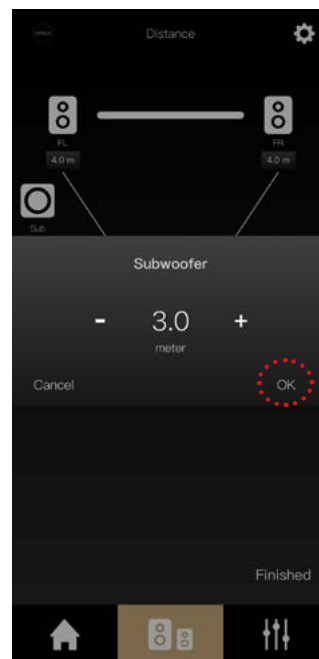 Distance
FL
FR
4.0 m
4.0 m
Sub
Subwoofer
- 3.0 +
meter
Cancel
OK
Finished